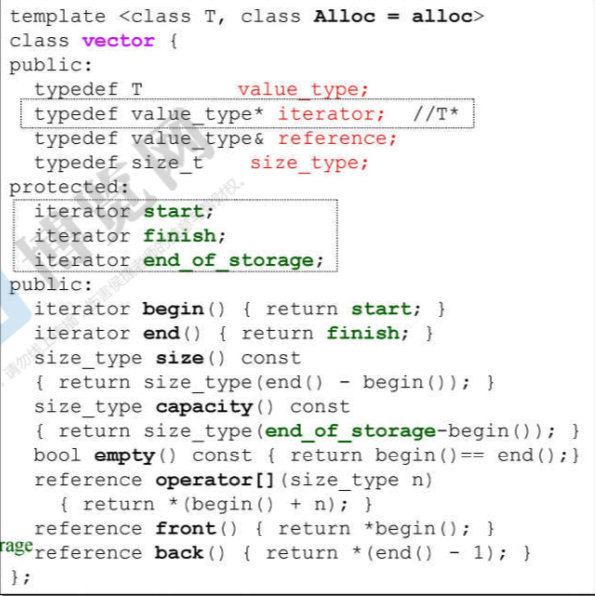 template <class T, class Alloc = alloc>
class vector {
public:
  typedef T        value_type;
  typedef value_type* iterator;  //T*
  typedef value_type& reference;
  typedef size_t    size_type;
protected:
  iterator start;
  iterator finish;
  iterator end_of_storage;
public:
  iterator begin() { return start; }
  iterator end() { return finish; }
  size_type size() const
  { return size_type(end() - begin()); }
  size_type capacity() const
  { return size_type(end_of_storage-begin()); }
  bool empty() const { return begin()== end();}
  reference operator[](size_type n)
    { return *(begin() + n); }
  reference front() { return *begin(); }
rage
  reference back() { return *(end() - 1); }
};
博览网